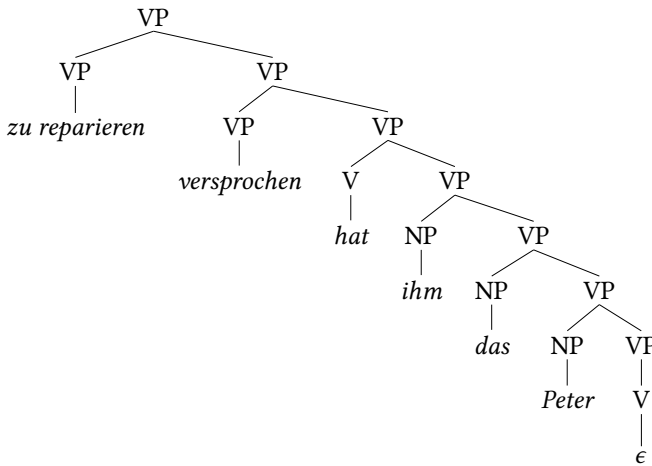 VP
VP VP
zu reparieren VP VP
versprochen V VP
hat NP VP
ihm NP VP
das NP VP
Peter V
ϵ